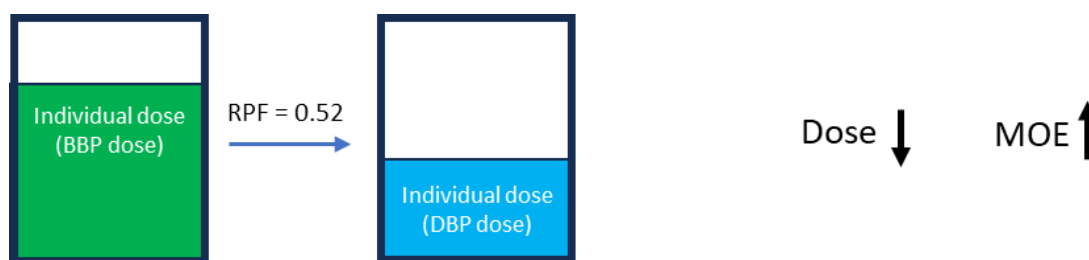 Individual dose
(BBP dose)
RPF = 0.52
Individual dose
(DBP dose)
Dose
MOE